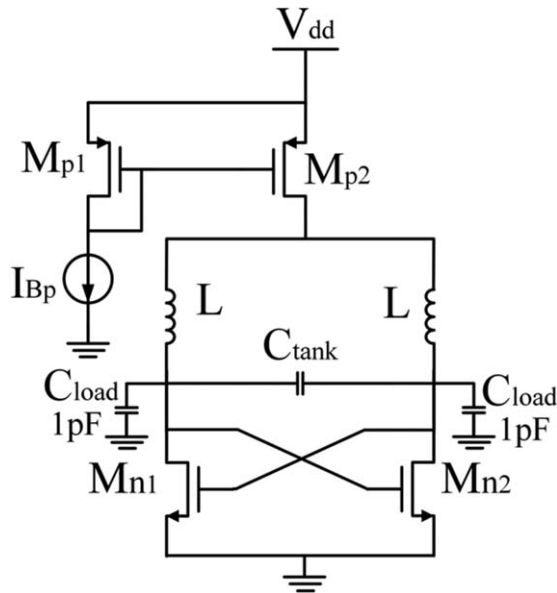 Vdd
Mp1
Mp2
IBp
L
L
Ctank
Cload
1pF
Cload
1pF
Mn1
Mn2